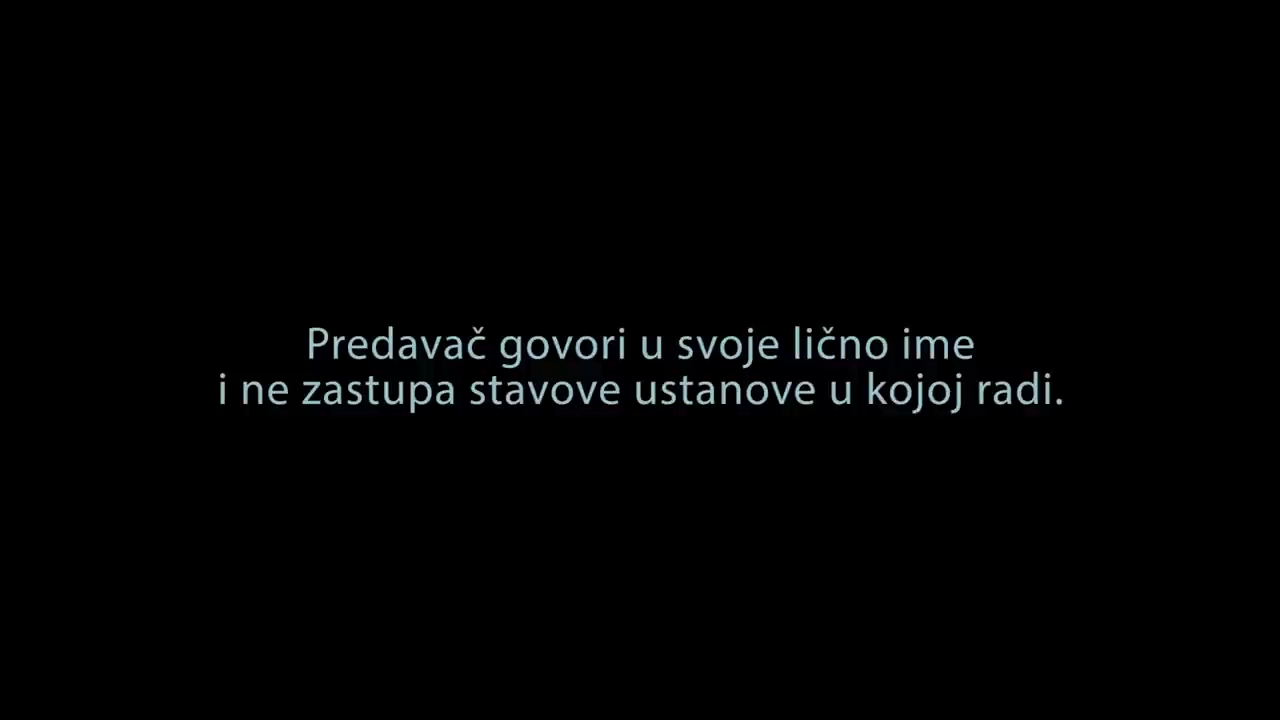 Predavač govori u svoje lično ime
i ne zastupa stavove ustanove u kojoj radi.